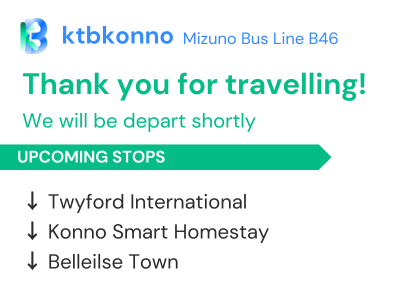 ktbkonno Mizuno Bus Line B46
Thank you for travelling!
We will be depart shortly
UPCOMING STOPS
↓ Twyford International
↓ Konno Smart Homestay
↓ Belleilse Town